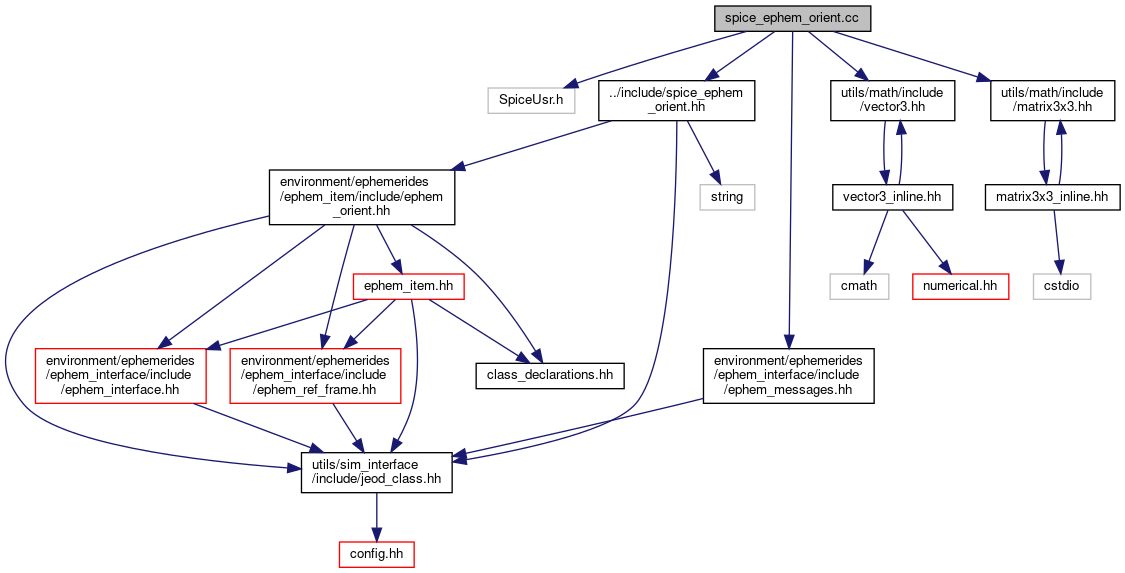 spice_ephem_orient.cc
SpiceUsr.h
../include/spice_ephem
_orient.hh
utils/math/include
/vector3.hh
utils/math/include
/matrix3x3.hh
environment/ephemerides
/ephem_item/include/ephem
_orient.hh
string
vector3_inline.hh
matrix3x3_inline.hh
ephem_item.hh
cmath
numerical.hh
cstdio
environment/ephemerides
/ephem_interface/include
/ephem_interface.hh
environment/ephemerides
/ephem_interface/include
/ephem_ref_frame.hh
class_declarations.hh
environment/ephemerides
/ephem_interface/include
/ephem_messages.hh
utils/sim_interface
/include/jeod_class.hh
config.hh